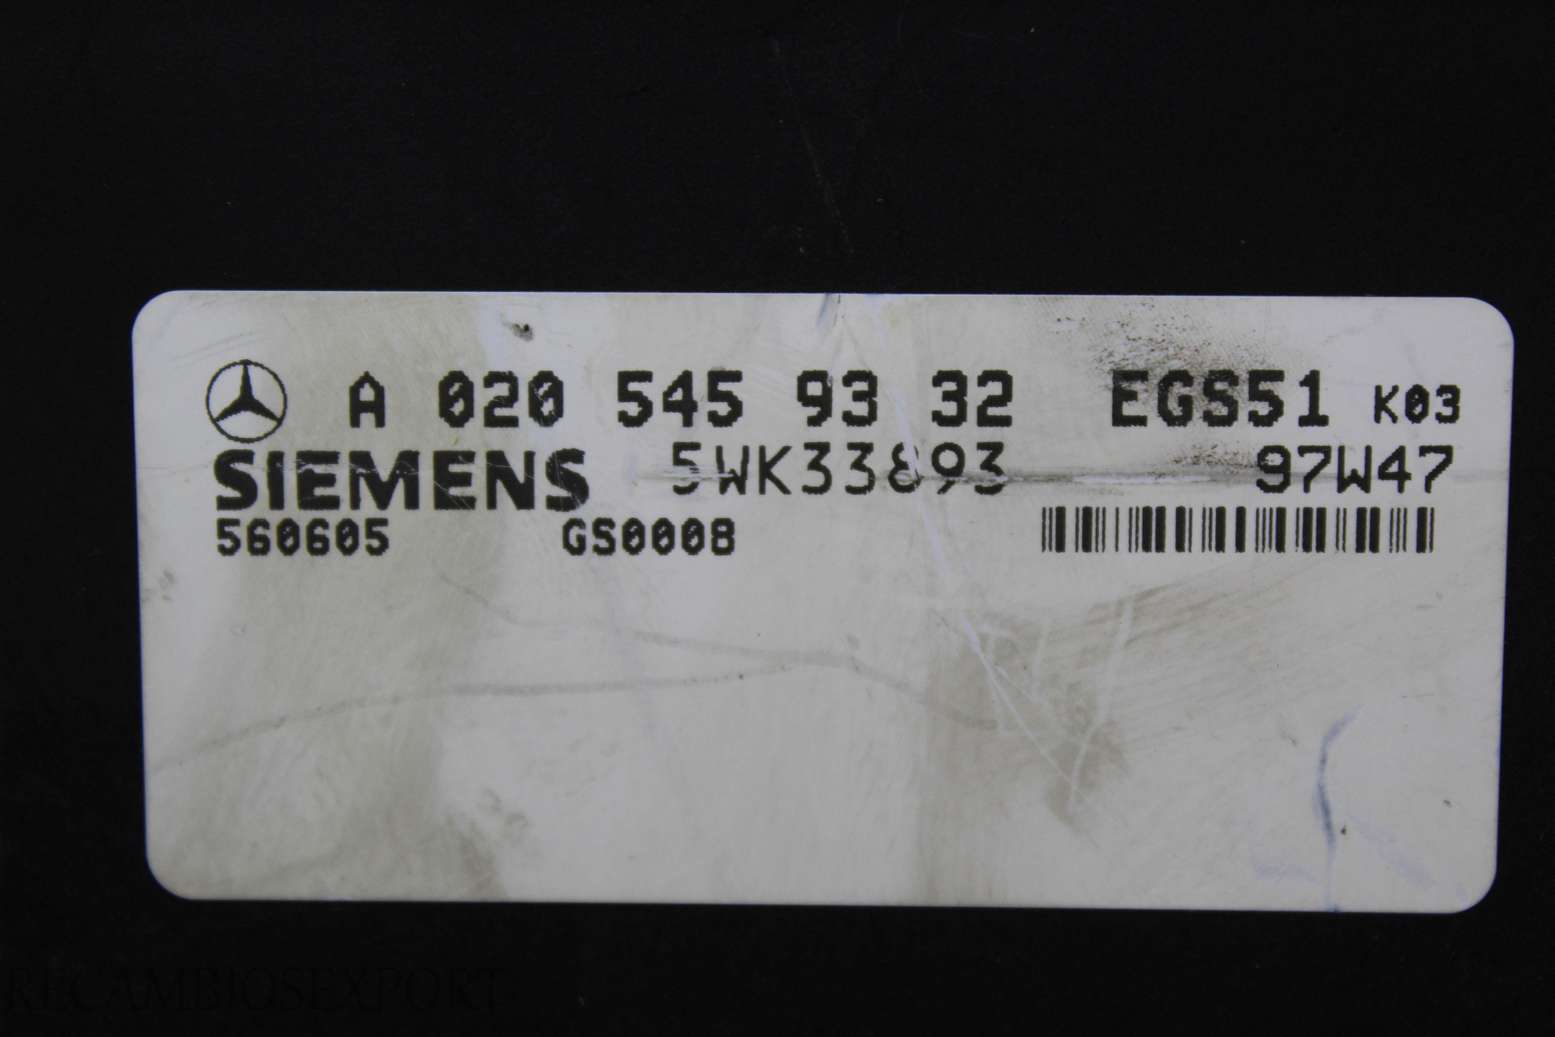 A 020 545 93 32 EGS51 K03
SIEMENS 5WK33893 97W47
560605 GS0008
RECAMBIOSEXPORT